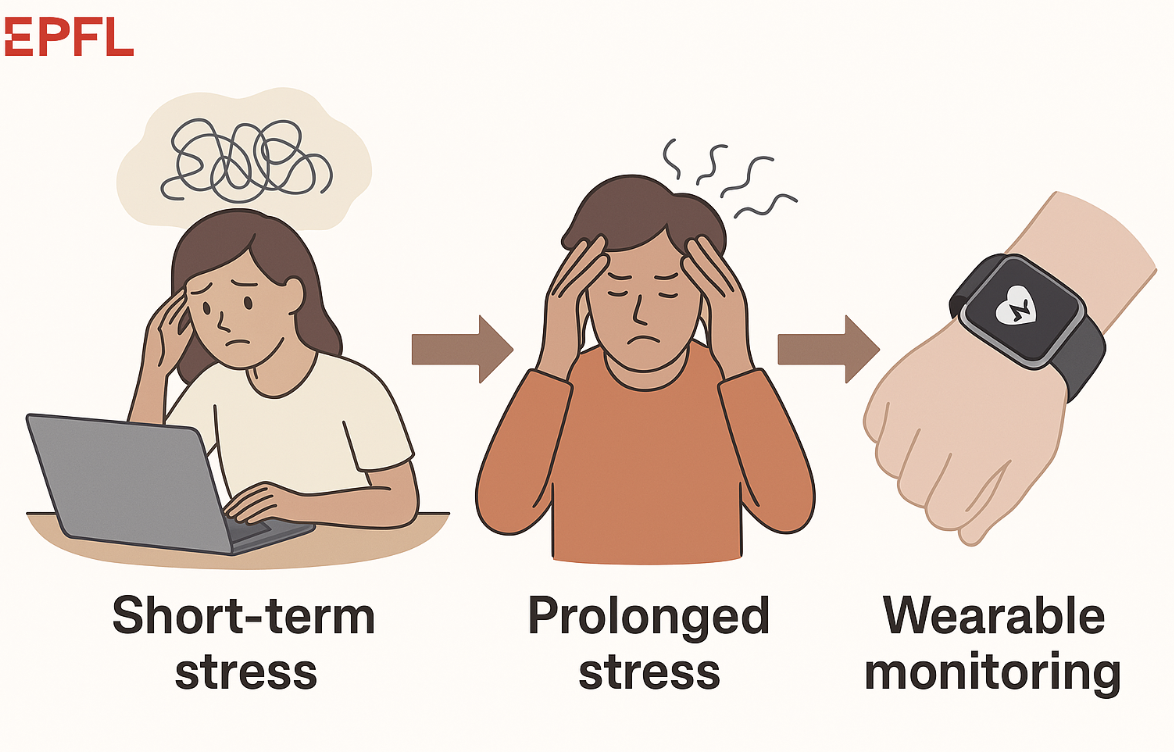 EPFL
Short-term
stress
Prolonged
stress
Wearable
monitoring